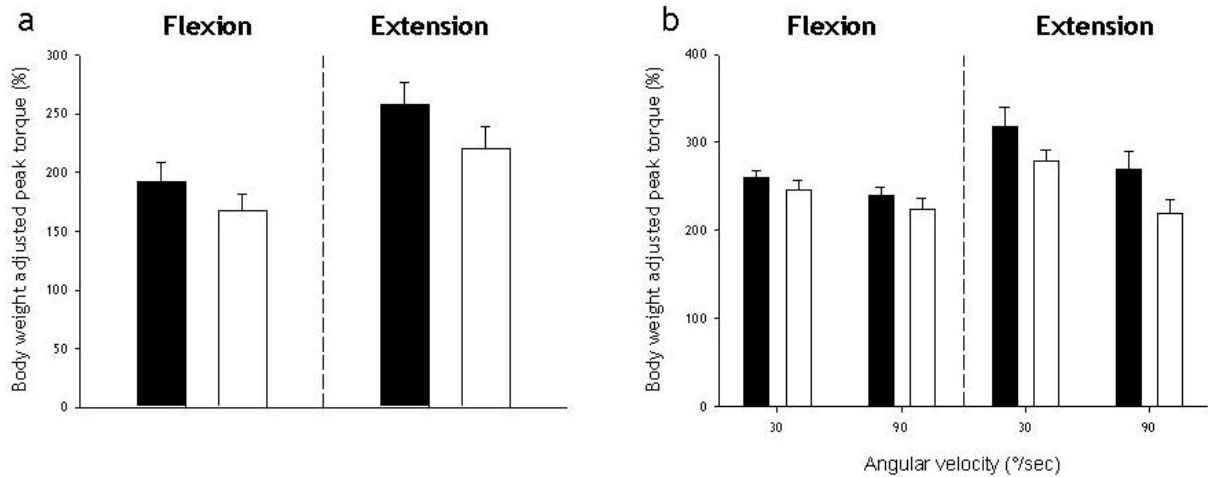 a
Flexion Extension
Body weight adjusted peak torque (%)
300
250
200
150
100
50
0
b
Flexion Extension
Body weight adjusted peak torque (%)
400
300
200
100
0
30 90 30 90
Angular velocity (°/sec)